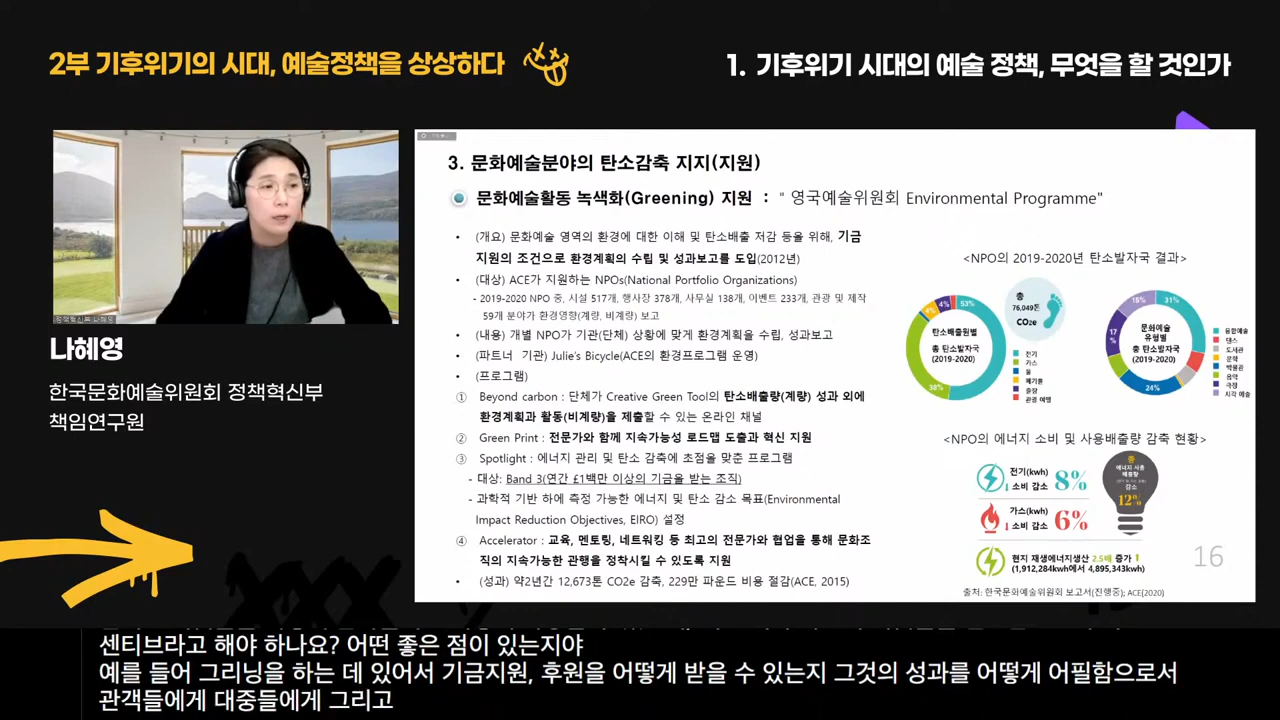 2부 기후위기의 시대, 예술정책을 상상하다
1. 기후위기 시대의 예술 정책, 무엇을 할 것인가
나혜영
한국문화예술위원회 정책혁신부
책임연구원
3. 문화예술분야의 탄소감축 지지(지원)
문화예술활동 녹색화(Greening) 지원 : " 영국예술위원회 Environmental Programme"
• (개요) 문화예술 영역의 환경에 대한 이해 및 탄소배출 저감 등을 위해, 기금
지원의 조건으로 환경계획의 수립 및 성과보고를 도입(2012년)
• (대상) ACE가 지원하는 NPOs(National Portfolio Organizations)
- 2019-2020 NPO 중, 시설 517개, 행사장 378개, 사무실 138개, 이벤트 233개, 관광 및 제작
59개 분야가 환경영향(계량, 비계량) 보고
• (내용) 개별 NPO가 기관(단체) 상황에 맞게 환경계획을 수립, 성과보고
• (파트너 기관) Julie's Bicycle(ACE의 환경프로그램 운영)
• (프로그램)
① Beyond carbon : 단체가 Creative Green Tool의 탄소배출량(계량) 성과 외에
환경계획과 활동(비계량)을 제출할 수 있는 온라인 채널
② Green Print : 전문가와 함께 지속가능성 로드맵 도출과 혁신 지원
③ Spotlight : 에너지 관리 및 탄소 감축에 초점을 맞춘 프로그램
- 대상: Band 3(연간 £1백만 이상의 기금을 받는 조직)
- 과학적 기반 하에 측정 가능한 에너지 및 탄소 감소 목표(Environmental
Impact Reduction Objectives, EIRO) 설정
④ Accelerator : 교육, 멘토링, 네트워킹 등 최고의 전문가와 협업을 통해 문화조
직의 지속가능한 관행을 정착시킬 수 있도록 지원
• (성과) 약2년간 12,673톤 CO2e 감축, 229만 파운드 비용 절감(ACE, 2015)
<NPO의 2019-2020년 탄소발자국 결과>
4%
53%
38%
탄소배출원별
총 탄소발자국
(2019-2020)
총
76,049톤
CO2e
전기
가스
물
폐기물
출장
관광 여행
16%
31%
17%
24%
문화예술
유형별
총 탄소발자국
(2019-2020)
융합예술
댄스
도서관
문학
박물관
음악
극장
시각 예술
<NPO의 에너지 소비 및 사용배출량 감축 현황>
전기(kwh)
↓ 소비 감소 8%
가스(kwh)
↓ 소비 감소 6%
총
에너지 사용
배출량
감소
12%
현지 재생에너지생산 2.5배 증가↑
(1,912,284kwh에서 4,895,343kwh)
16
출처: 한국문화예술위원회 보고서(진행중); ACE(2020)
센티브라고 해야 하나요? 어떤 좋은 점이 있는지야
예를 들어 그리닝을 하는 데 있어서 기금지원, 후원을 어떻게 받을 수 있는지 그것의 성과를 어떻게 어필함으로서
관객들에게 대중들에게 그리고